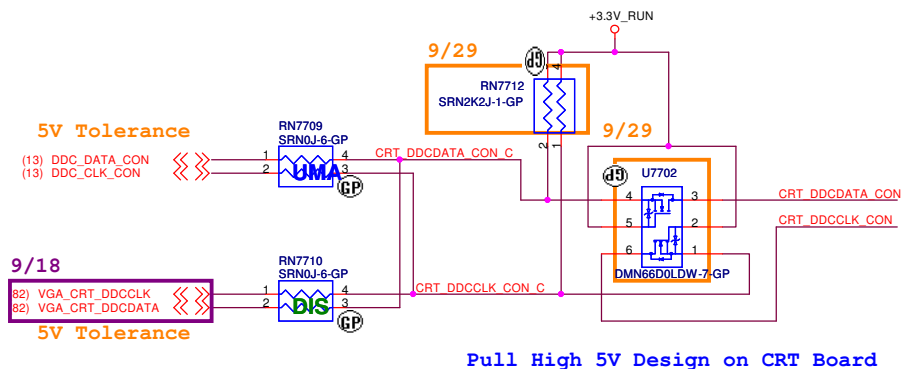 +3.3V_RUN
9/29
GP
RN7712
SRN2K2J-1-GP
3 4
2 1
9/29
5V Tolerance
RN7709
SRN0J-6-GP
(13) DDC_DATA_CON
(13) DDC_CLK_CON
1 4
2 3
UMA
GP
CRT_DDCDATA_CON_C
GP
U7702
4 3
5 2
6 1
DMN66D0LDW-7-GP
CRT_DDCDATA_CON
CRT_DDCCLK_CON
9/18
RN7710
SRN0J-6-GP
82) VGA_CRT_DDCCLK
82) VGA_CRT_DDCDATA
1 4
2 3
DIS
GP
CRT_DDCCLK_CON_C
5V Tolerance
Pull High 5V Design on CRT Board